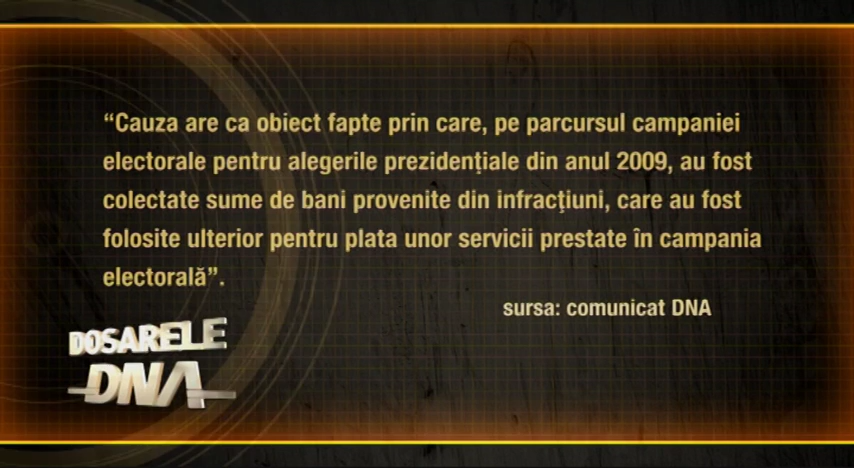 “Cauza are ca obiect fapte prin care, pe parcursul campaniei
electorale pentru alegerile prezidenţiale din anul 2009, au fost
colectate sume de bani provenite din infracţiuni, care au fost
folosite ulterior pentru plata unor servicii prestate în campania
electorală”.
sursa: comunicat DNA
DOSARELE
DNA